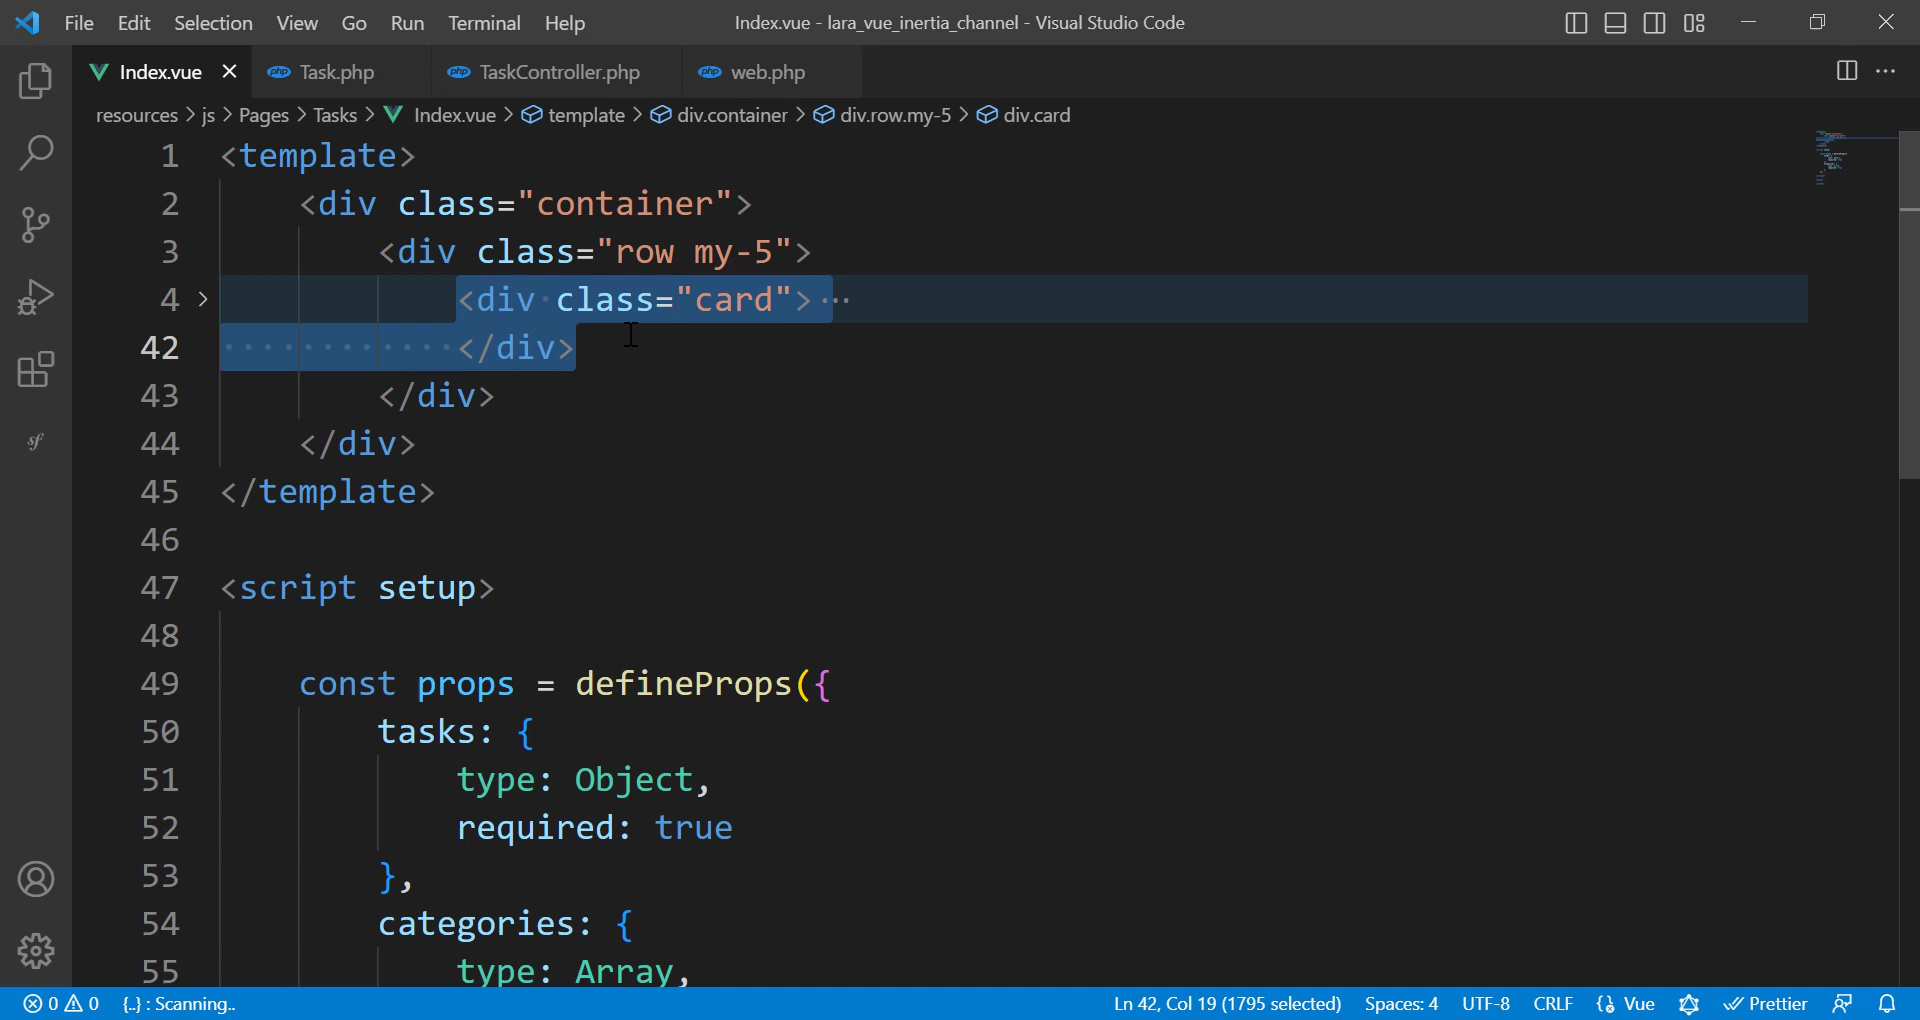 File Edit Selection View Go Run Terminal Help Index.vue - lara_vue_inertia_channel - Visual Studio Code
Index.vue php Task.php php TaskController.php php web.php
resources > js > Pages > Tasks > Index.vue > template > div.container > div.row.my-5 > div.card
1 <template>
2 <div class="container">
3 <div class="row my-5">
4 <div class="card"> ···
42 </div>
43 </div>
44 </div>
45 </template>
46
47 <script setup>
48
49 const props = defineProps({
50 tasks: {
51 type: Object,
52 required: true
53 },
54 categories: {
55 type: Array,
sf
0 0 {..} : Scanning.. Ln 42, Col 19 (1795 selected) Spaces: 4 UTF-8 CRLF Vue Prettier